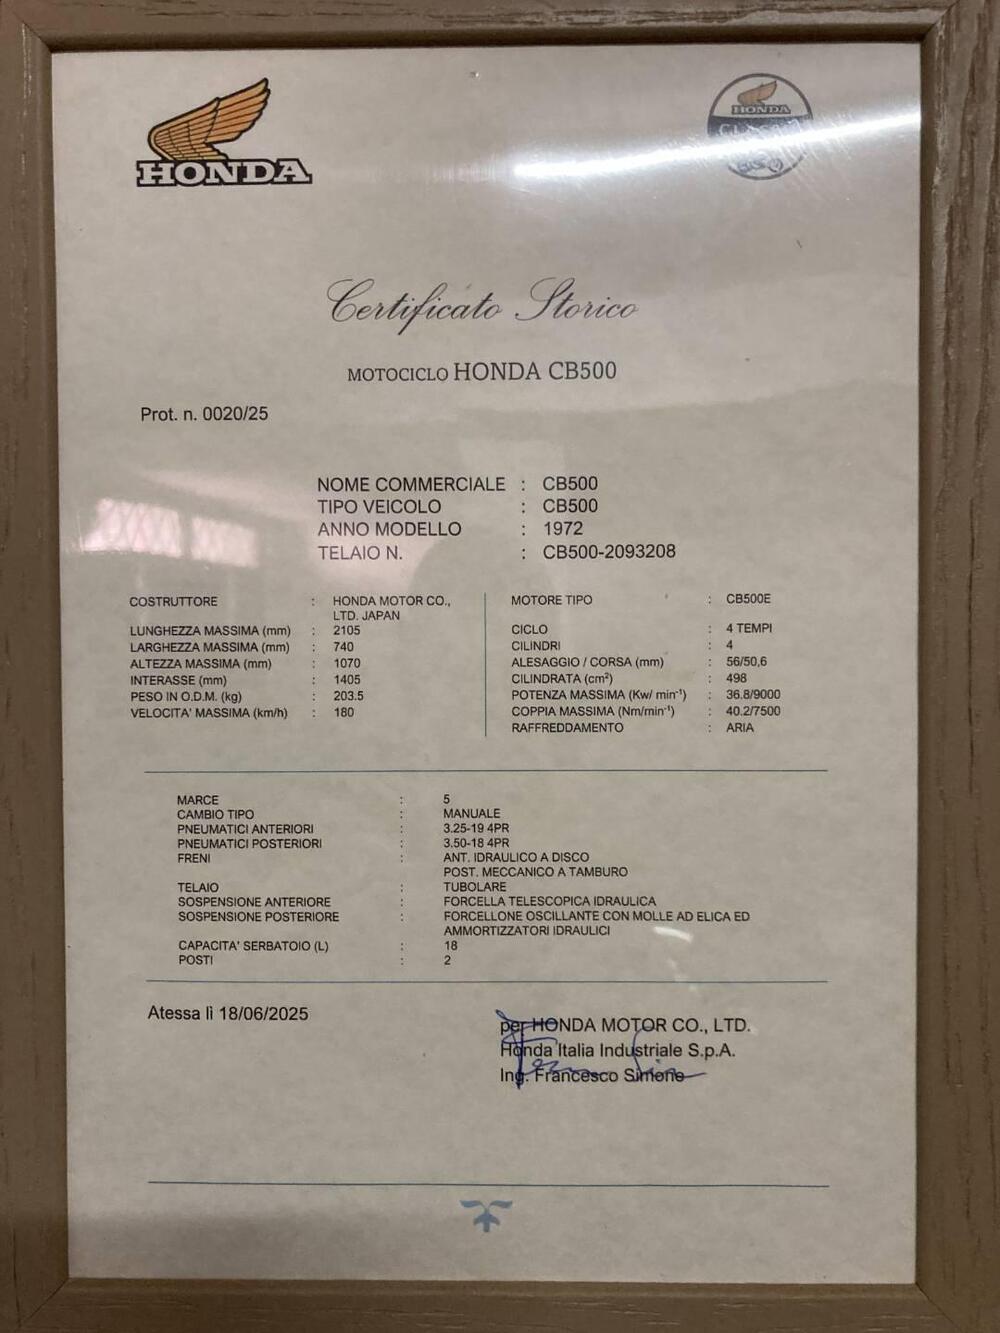 HONDA
HONDA
Certificato Storico
MOTOCICLO HONDA CB500
Prot. n. 0020/25
NOME COMMERCIALE : CB500
TIPO VEICOLO : CB500
ANNO MODELLO : 1972
TELAIO N. : CB500-2093208
COSTRUTTORE : HONDA MOTOR CO.,
LTD. JAPAN
LUNGHEZZA MASSIMA (mm) : 2105
LARGHEZZA MASSIMA (mm) : 740
ALTEZZA MASSIMA (mm) : 1070
INTERASSE (mm) : 1405
PESO IN O.D.M. (kg) : 203.5
VELOCITA' MASSIMA (km/h) : 180
MOTORE TIPO : CB500E
CICLO : 4 TEMPI
CILINDRI : 4
ALESAGGIO / CORSA (mm) : 56/50,6
CILINDRATA (cm²) : 498
POTENZA MASSIMA (Kw/ min⁻¹) : 36.8/9000
COPPIA MASSIMA (Nm/min⁻¹) : 40.2/7500
RAFFREDDAMENTO : ARIA
MARCE : 5
CAMBIO TIPO : MANUALE
PNEUMATICI ANTERIORI : 3.25-19 4PR
PNEUMATICI POSTERIORI : 3.50-18 4PR
FRENI : ANT. IDRAULICO A DISCO
POST. MECCANICO A TAMBURO
TELAIO : TUBOLARE
SOSPENSIONE ANTERIORE : FORCELLA TELESCOPICA IDRAULICA
SOSPENSIONE POSTERIORE : FORCELLONE OSCILLANTE CON MOLLE AD ELICA ED
AMMORTIZZATORI IDRAULICI
CAPACITA' SERBATOIO (L) : 18
POSTI : 2
Atessa lì 18/06/2025
per HONDA MOTOR CO., LTD.
Honda Italia Industriale S.p.A.
Ing. Francesco Simone